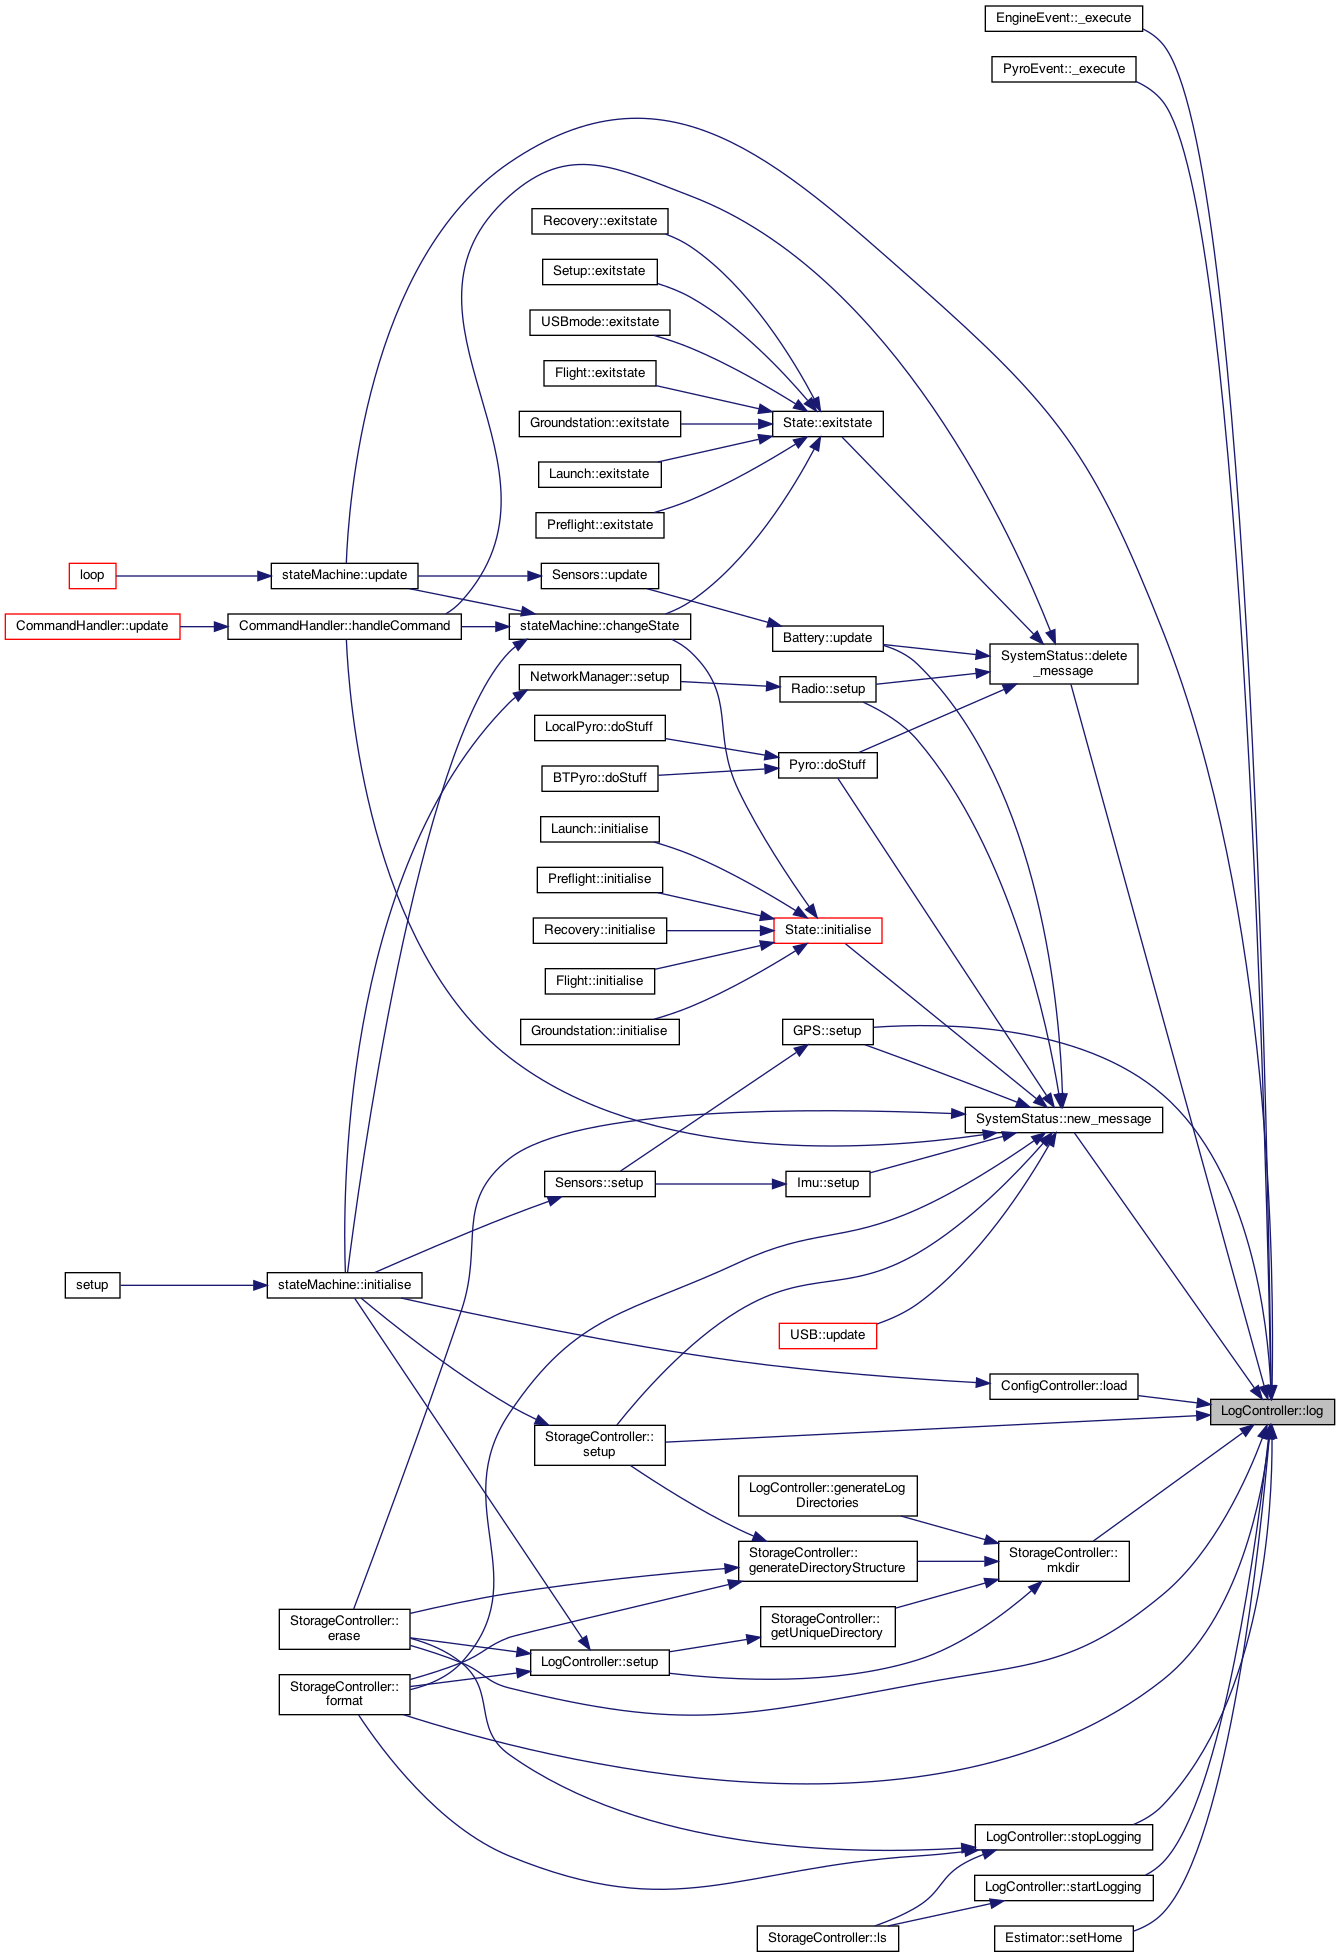 EngineEvent::_execute
PyroEvent::_execute
Recovery::exitstate
Setup::exitstate
USBmode::exitstate
Flight::exitstate
State::exitstate
Groundstation::exitstate
Launch::exitstate
Preflight::exitstate
loop
stateMachine::update
Sensors::update
CommandHandler::update
CommandHandler::handleCommand
stateMachine::changeState
Battery::update
SystemStatus::delete
_message
NetworkManager::setup
Radio::setup
LocalPyro::doStuff
Pyro::doStuff
BTPyro::doStuff
Launch::initialise
Preflight::initialise
Recovery::initialise
State::initialise
Flight::initialise
Groundstation::initialise
GPS::setup
SystemStatus::new_message
Sensors::setup
Imu::setup
setup
stateMachine::initialise
USB::update
ConfigController::load
LogController::log
StorageController::
setup
LogController::generateLog
Directories
StorageController::
generateDirectoryStructure
StorageController::
mkdir
StorageController::
erase
StorageController::
getUniqueDirectory
LogController::setup
StorageController::
format
LogController::stopLogging
LogController::startLogging
StorageController::ls
Estimator::setHome